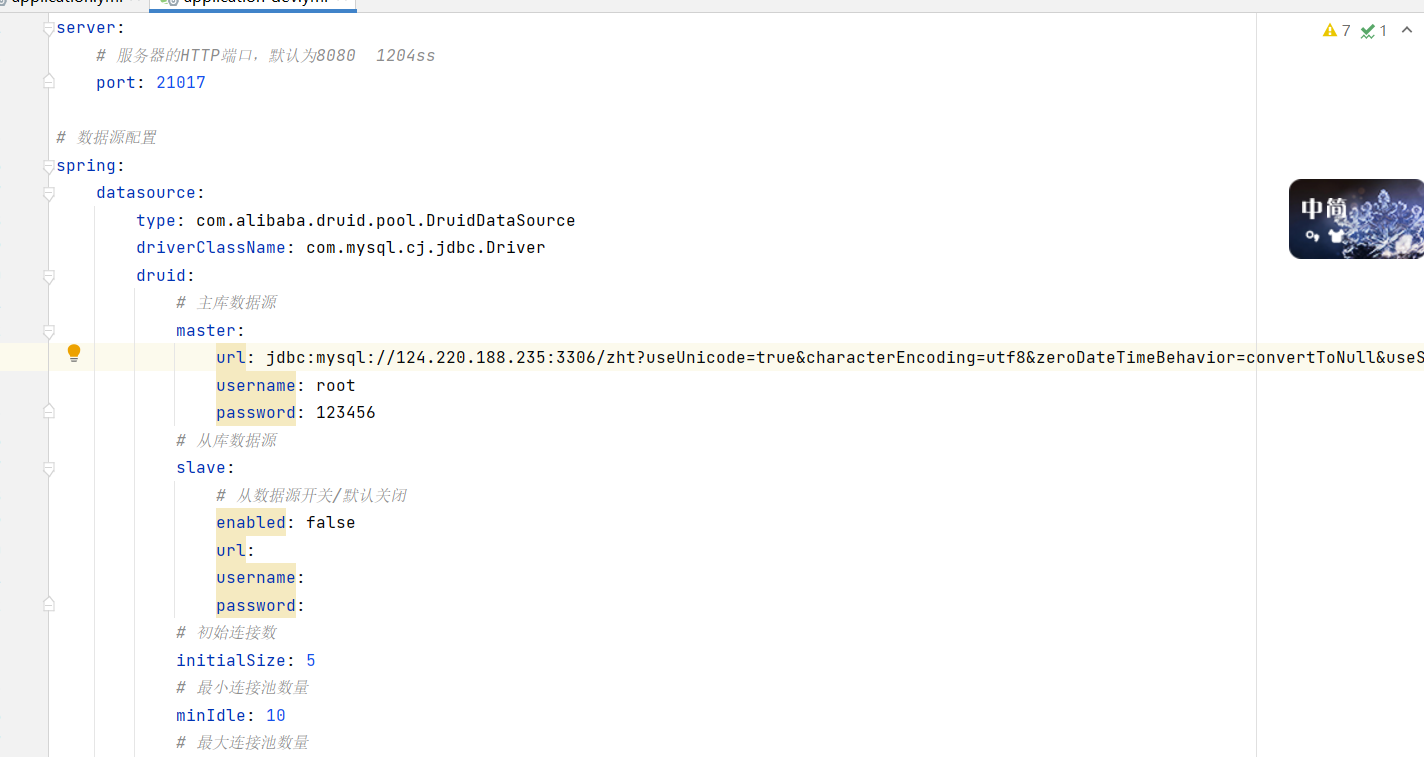 application.yml application-dev.yml
server:
# 服务器的HTTP端口，默认为8080 1204ss
port: 21017
7 1
# 数据源配置
spring:
datasource:
type: com.alibaba.druid.pool.DruidDataSource
driverClassName: com.mysql.cj.jdbc.Driver
druid:
# 主库数据源
master:
url: jdbc:mysql://124.220.188.235:3306/zht?useUnicode=true&characterEncoding=utf8&zeroDateTimeBehavior=convertToNull&useS
username: root
password: 123456
# 从库数据源
slave:
# 从数据源开关/默认关闭
enabled: false
url:
username:
password:
# 初始连接数
initialSize: 5
# 最小连接池数量
minIdle: 10
# 最大连接池数量
中简